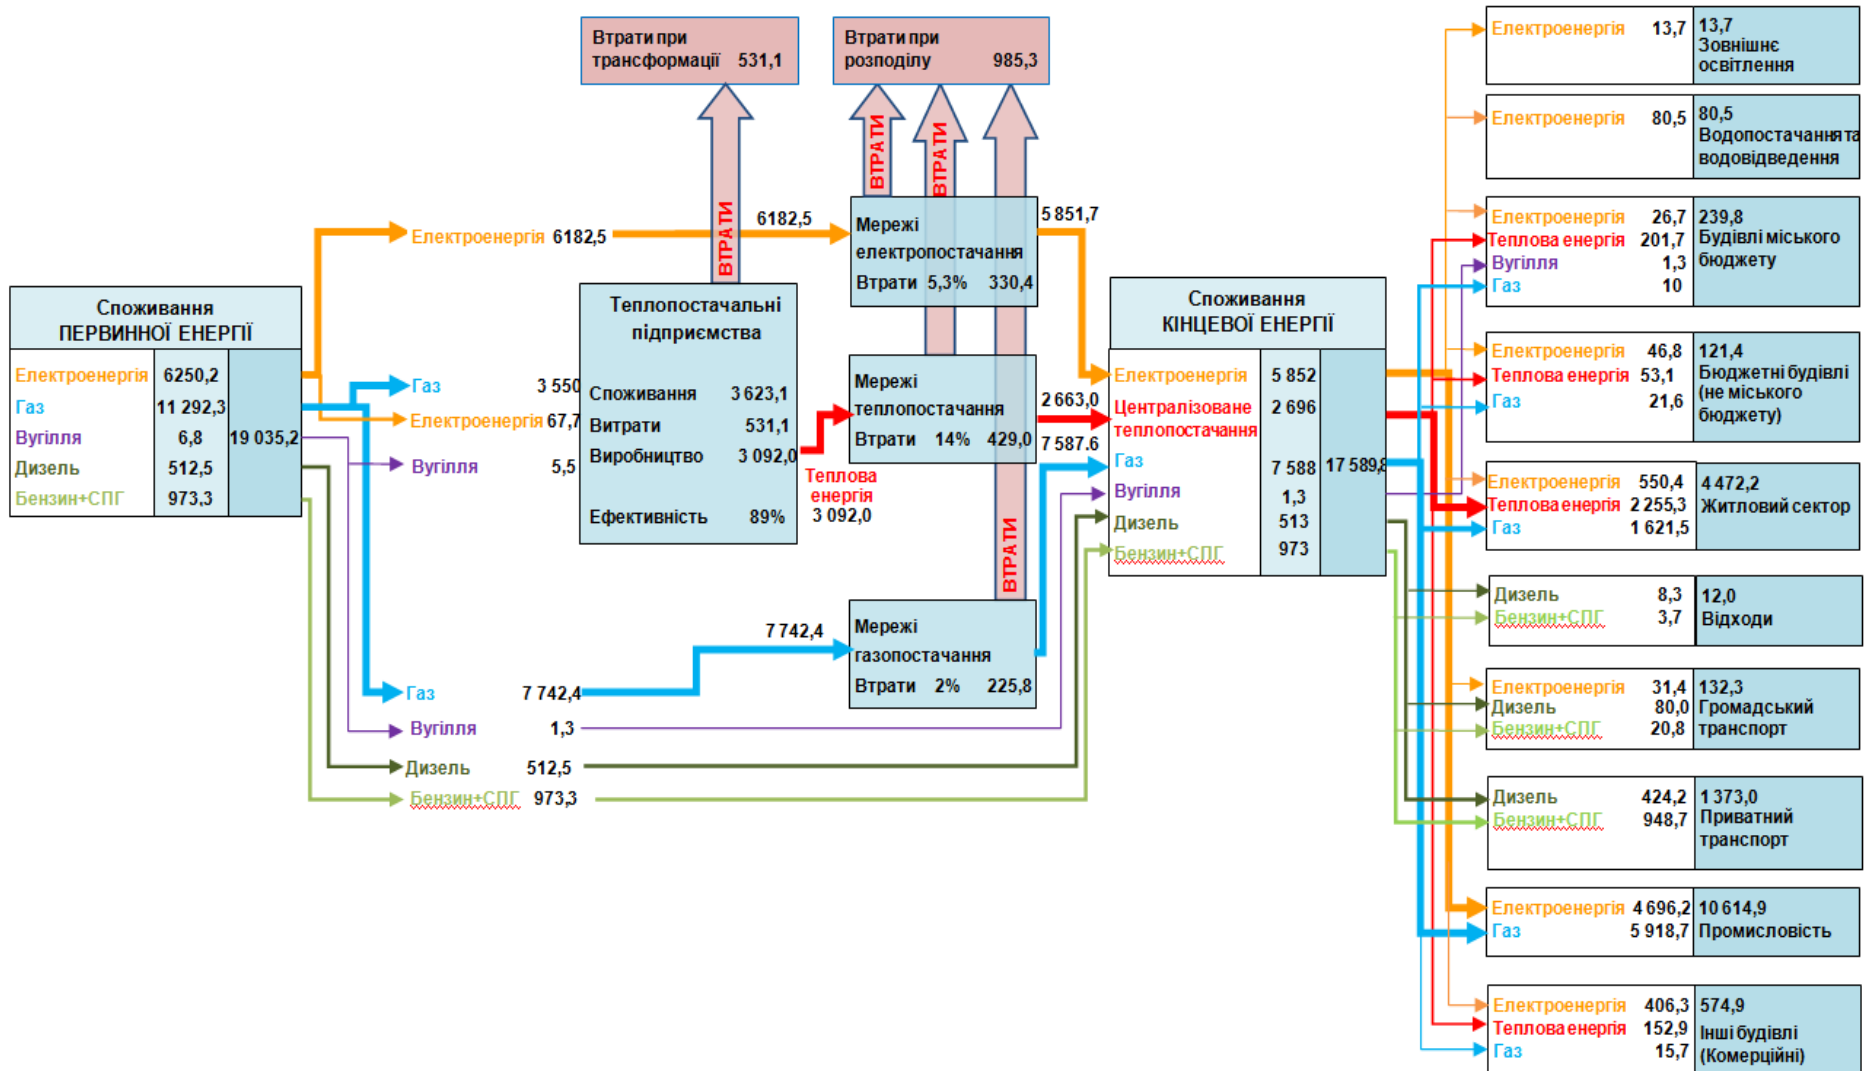 Втрати при
трансформації 531,1
Втрати при
розподілу 985,3
ВТРАТИ
ВТРАТИ
ВТРАТИ
ВТРАТИ
Споживання
ПЕРВИННОЇ ЕНЕРГІЇ
Електроенергія 6250,2
Газ 11 292,3
Вугілля 6,8 19 035,2
Дизель 512,5
Бензин+СПГ 973,3
Електроенергія 6182,5
6182,5
Газ 3 550
Електроенергія 67,7
Вугілля 5,5
Газ 7 742,4
7 742,4
Вугілля 1,3
Дизель 512,5
Бензин+СПГ 973,3
Теплопостачальні
підприємства
Споживання 3 623,1
Витрати 531,1
Виробництво 3 092,0
Ефективність 89%
Теплова
енергія
3 092,0
Мережі
електропостачання
Втрати 5,3% 330,4
5 851,7
Мережі
теплопостачання
Втрати 14% 429,0
2 663,0
7 587.6
Мережі
газопостачання
Втрати 2% 225,8
Споживання
КІНЦЕВОЇ ЕНЕРГІЇ
Електроенергія 5 852
Централізоване 2 696
теплопостачання
Газ 7 588 17 589,8
Вугілля 1,3
Дизель 513
Бензин+СПГ 973
Електроенергія 13,7 13,7
Зовнішнє
освітлення
Електроенергія 80,5 80,5
Водопостачання та
водовідведення
Електроенергія 26,7 239,8
Теплова енергія 201,7 Будівлі міського
Вугілля 1,3 бюджету
Газ 10
Електроенергія 46,8 121,4
Теплова енергія 53,1 Бюджетні будівлі
Газ 21,6 (не міського
бюджету)
Електроенергія 550,4 4 472,2
Теплова енергія 2 255,3 Житловий сектор
Газ 1 621,5
Дизель 8,3 12,0
Бензин+СПГ 3,7 Відходи
Електроенергія 31,4 132,3
Дизель 80,0 Громадський
Бензин+СПГ 20,8 транспорт
Дизель 424,2 1 373,0
Бензин+СПГ 948,7 Приватний
транспорт
Електроенергія 4 696,2 10 614,9
Газ 5 918,7 Промисловість
Електроенергія 406,3 574,9
Теплова енергія 152,9 Інші будівлі
Газ 15,7 (Комерційні)